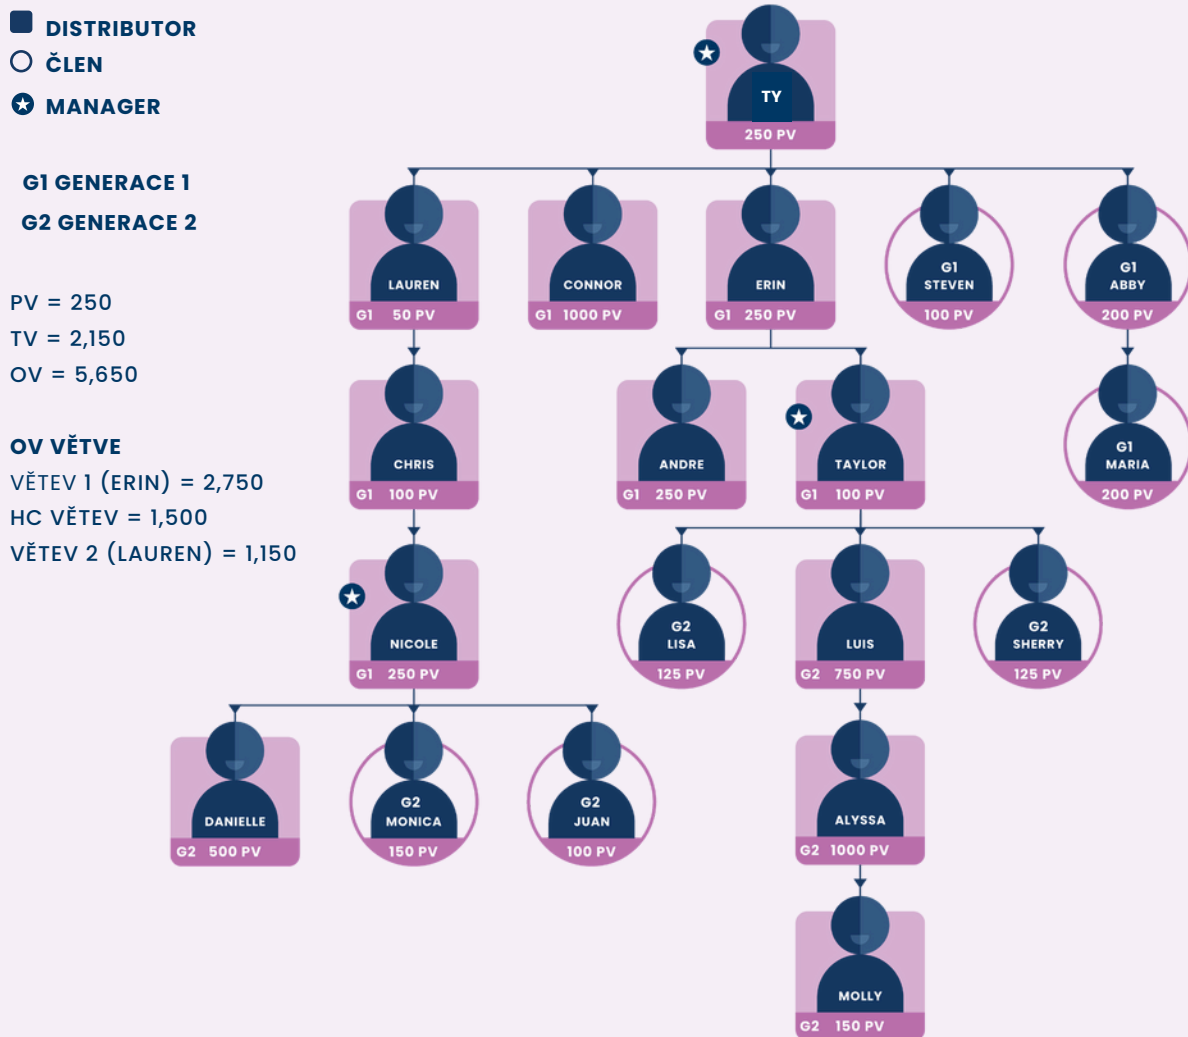 DISTRIBUTOR
ČLEN
MANAGER
G1 GENERACE 1
G2 GENERACE 2
PV = 250
TV = 2,150
OV = 5,650
OV VĚTVE
VĚTEV 1 (ERIN) = 2,750
HC VĚTEV = 1,500
VĚTEV 2 (LAUREN) = 1,150
TY
250 PV
LAUREN
G1 50 PV
CONNOR
G1 1000 PV
ERIN
G1 250 PV
G1
STEVEN
100 PV
G1
ABBY
200 PV
CHRIS
G1 100 PV
ANDRE
G1 250 PV
TAYLOR
G1 100 PV
G1
MARIA
200 PV
NICOLE
G1 250 PV
G2
LISA
125 PV
LUIS
G2 750 PV
G2
SHERRY
125 PV
DANIELLE
G2 500 PV
G2
MONICA
150 PV
G2
JUAN
100 PV
ALYSSA
G2 1000 PV
MOLLY
G2 150 PV